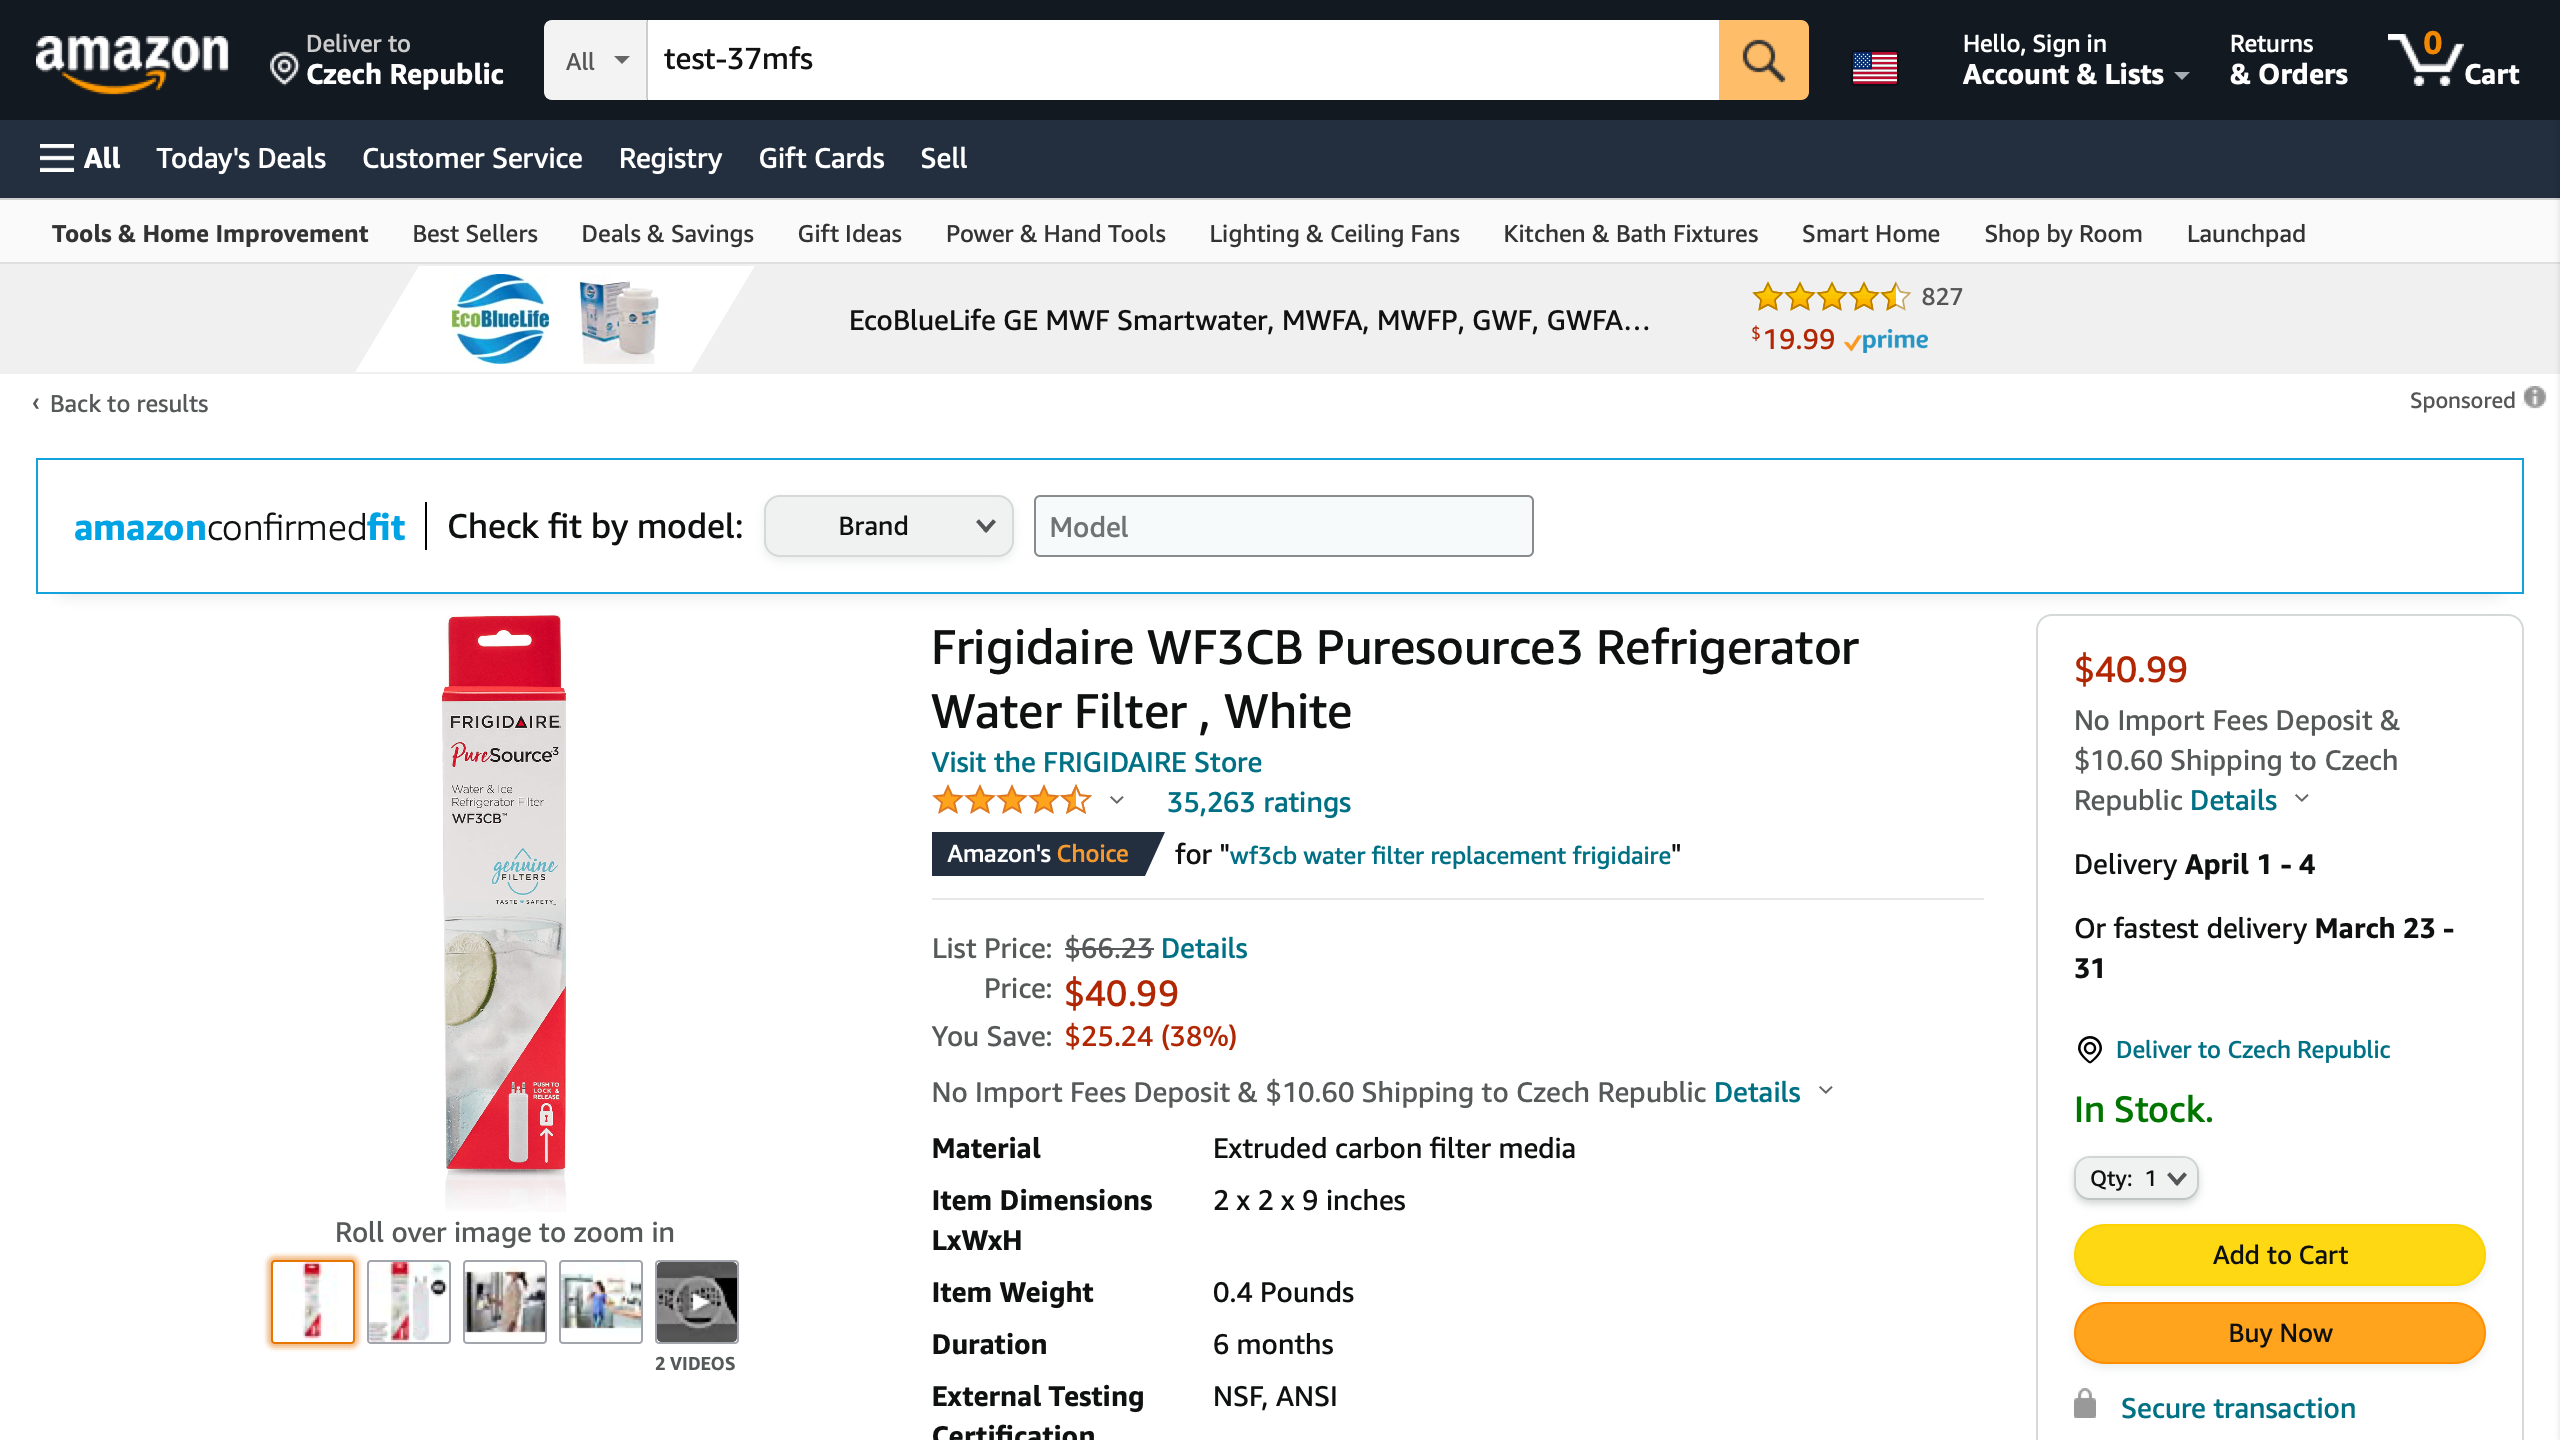 amazon
Deliver to
Czech Republic
All
test-37mfs
Hello, Sign in
Account & Lists
Returns
& Orders
0
Cart
All Today's Deals Customer Service Registry Gift Cards Sell
Tools & Home Improvement Best Sellers Deals & Savings Gift Ideas Power & Hand Tools Lighting & Ceiling Fans Kitchen & Bath Fixtures Smart Home Shop by Room Launchpad
EcoBlueLife
EcoBlueLife GE MWF Smartwater, MWFA, MWFP, GWF, GWFA…
827
$19.99 prime
‹ Back to results
Sponsored
amazonconfirmedfit Check fit by model: Brand Model
FRIGIDAIRE
PureSource3
Water & Ice
Refrigerator Filter
WF3CB™
genuine
FILTERS
TASTE + SAFETY
PUSH TO
LOCK &
RELEASE
Roll over image to zoom in
2 VIDEOS
Frigidaire WF3CB Puresource3 Refrigerator
Water Filter , White
Visit the FRIGIDAIRE Store
35,263 ratings
Amazon's Choice for "wf3cb water filter replacement frigidaire"
List Price: $66.23 Details
Price: $40.99
You Save: $25.24 (38%)
No Import Fees Deposit & $10.60 Shipping to Czech Republic Details
Material Extruded carbon filter media
Item Dimensions 2 x 2 x 9 inches
LxWxH
Item Weight 0.4 Pounds
Duration 6 months
External Testing NSF, ANSI
Certification
$40.99
No Import Fees Deposit &
$10.60 Shipping to Czech
Republic Details
Delivery April 1 - 4
Or fastest delivery March 23 -
31
Deliver to Czech Republic
In Stock.
Qty: 1
Add to Cart
Buy Now
Secure transaction